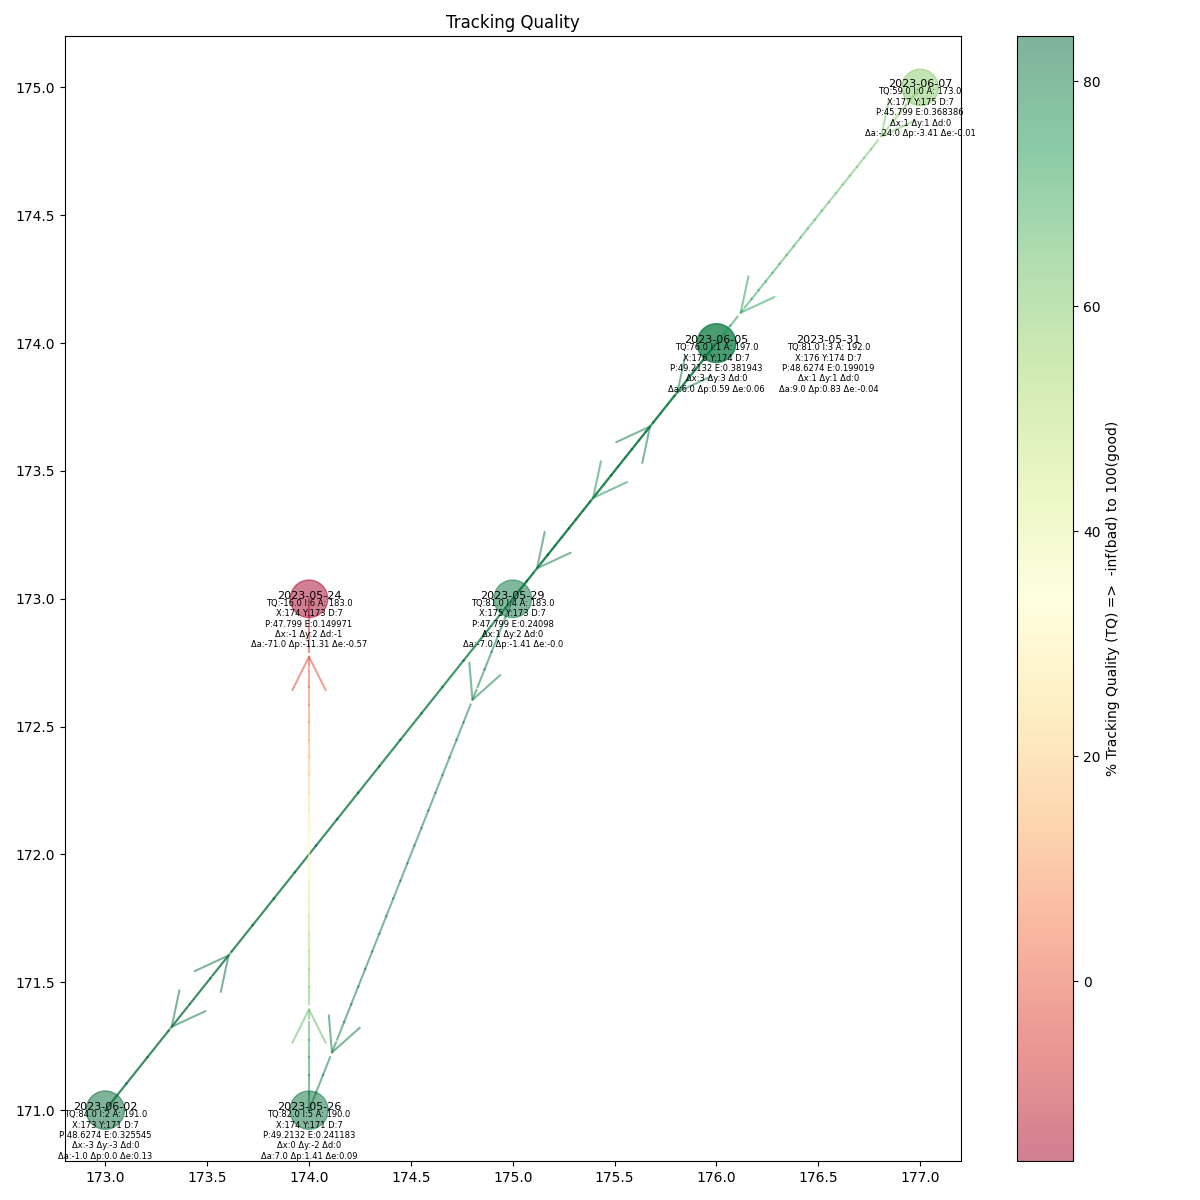 Tracking Quality
175.0
174.5
174.0
173.5
173.0
172.5
172.0
171.5
171.0
2023-06-07
TQ:59.0 I:0 A: 173.0
X:177 Y:175 D:7
P:45.799 E:0.368386
Δx:1 Δy:1 Δd:0
Δa:-24.0 Δp:-3.41 Δe:-0.01
2023-06-05
TQ:76.0 I:1 A: 197.0
X:176 Y:174 D:7
P:49.2132 E:0.381943
Δx:3 Δy:3 Δd:0
Δa:6.0 Δp:0.59 Δe:0.06
2023-05-31
TQ:81.0 I:3 A: 192.0
X:176 Y:174 D:7
P:48.6274 E:0.199019
Δx:1 Δy:1 Δd:0
Δa:9.0 Δp:0.83 Δe:-0.04
2023-05-24
TQ:-16.0 I:6 A: 183.0
X:174 Y:173 D:7
P:47.799 E:0.149971
Δx:-1 Δy:2 Δd:-1
Δa:-71.0 Δp:-11.31 Δe:-0.57
2023-05-29
TQ:81.0 I:4 A: 183.0
X:175 Y:173 D:7
P:47.799 E:0.24098
Δx:1 Δy:2 Δd:0
Δa:-7.0 Δp:-1.41 Δe:-0.0
2023-06-02
TQ:84.0 I:2 A: 191.0
X:173 Y:171 D:7
P:48.6274 E:0.325545
Δx:-3 Δy:-3 Δd:0
Δa:-1.0 Δp:0.0 Δe:0.13
2023-05-26
TQ:82.0 I:5 A: 190.0
X:174 Y:171 D:7
P:49.2132 E:0.241183
Δx:0 Δy:-2 Δd:0
Δa:7.0 Δp:1.41 Δe:0.09
173.0
173.5
174.0
174.5
175.0
175.5
176.0
176.5
177.0
80
60
40
20
0
% Tracking Quality (TQ) => -inf(bad) to 100(good)